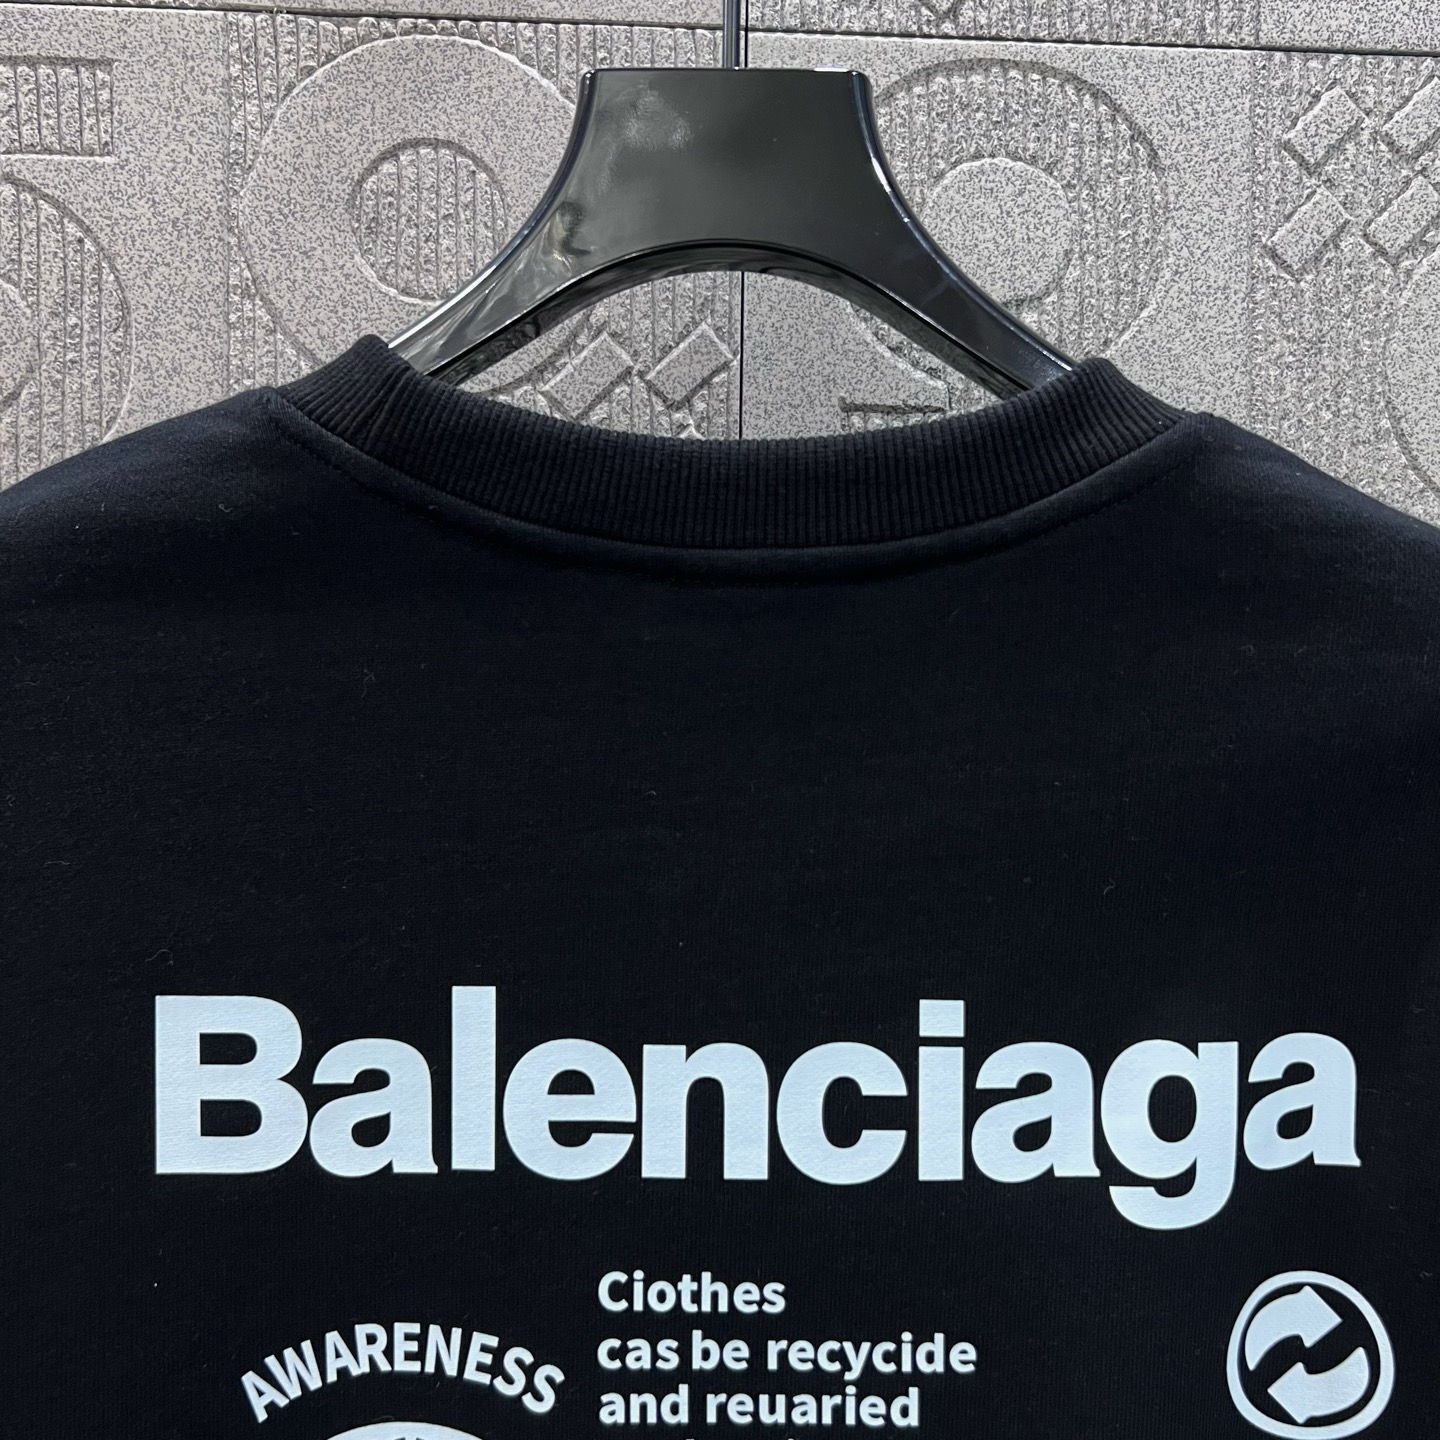 Balenciaga
Ciothes
cas be recycide
and reuaried
AWARENESS